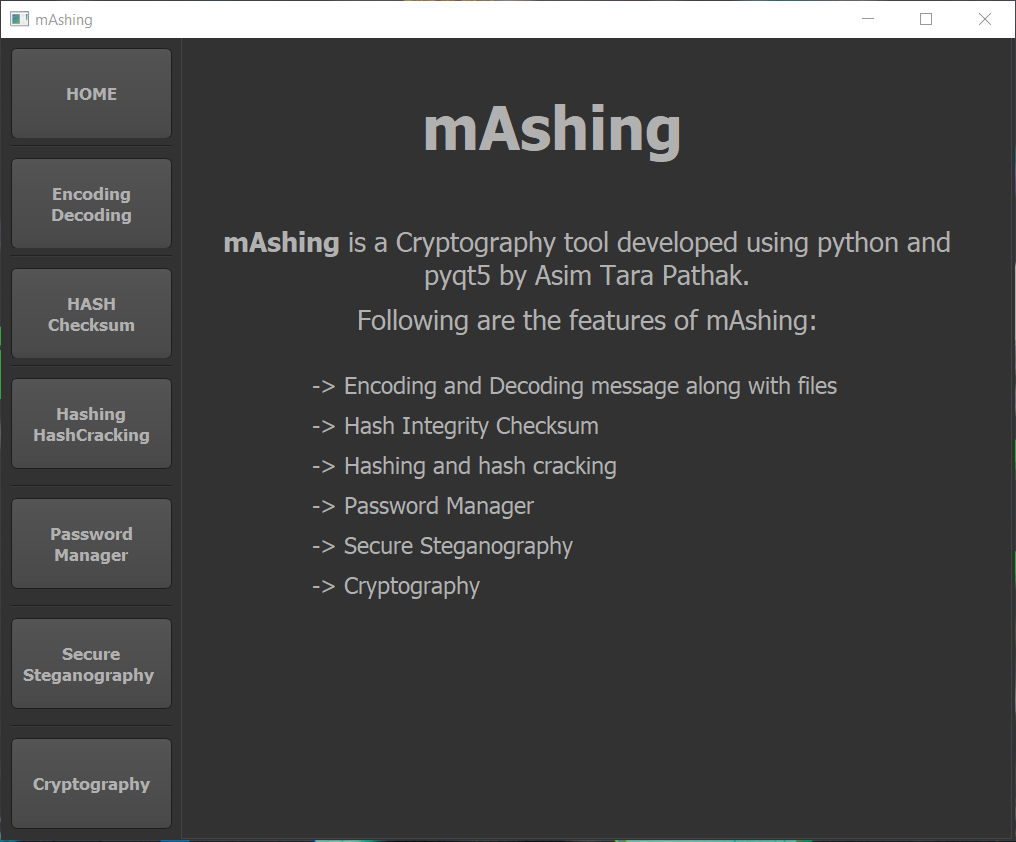 mAshing
HOME
Encoding
Decoding
HASH
Checksum
Hashing
HashCracking
Password
Manager
Secure
Steganography
Cryptography
mAshing
mAshing is a Cryptography tool developed using python and
pyqt5 by Asim Tara Pathak.
Following are the features of mAshing:
-> Encoding and Decoding message along with files
-> Hash Integrity Checksum
-> Hashing and hash cracking
-> Password Manager
-> Secure Steganography
-> Cryptography